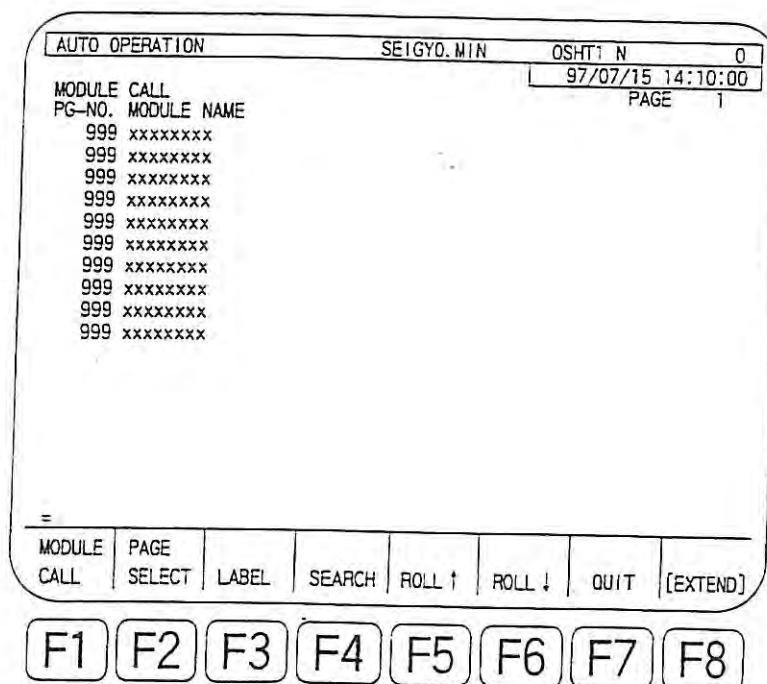 AUTO OPERATION SEIGYO.MIN OSHT1 N 0
97/07/15 14:10:00
MODULE CALL PAGE 1
PG-NO. MODULE NAME
999 xxxxxxxx
999 xxxxxxxx
999 xxxxxxxx
999 xxxxxxxx
999 xxxxxxxx
999 xxxxxxxx
999 xxxxxxxx
999 xxxxxxxx
999 xxxxxxxx
999 xxxxxxxx
=
MODULE CALL PAGE SELECT LABEL SEARCH ROLL ↑ ROLL ↓ QUIT [EXTEND]
F1 F2 F3 F4 F5 F6 F7 F8